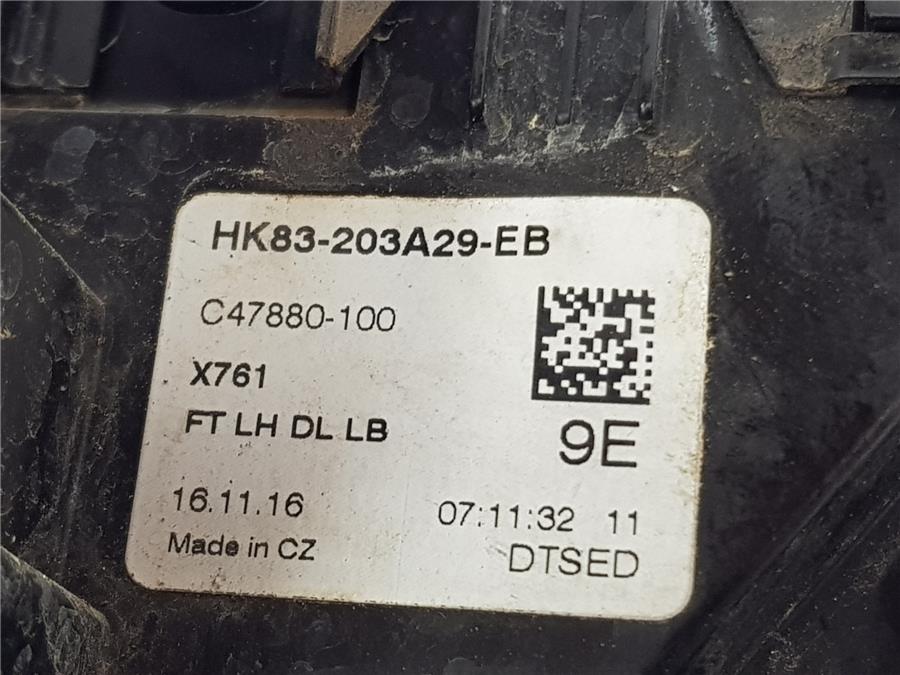 HK83-203A29-EB
C47880-100
X761
FT LH DL LB
9E
16.11.16
07:11:32 11
Made in CZ
DTSED